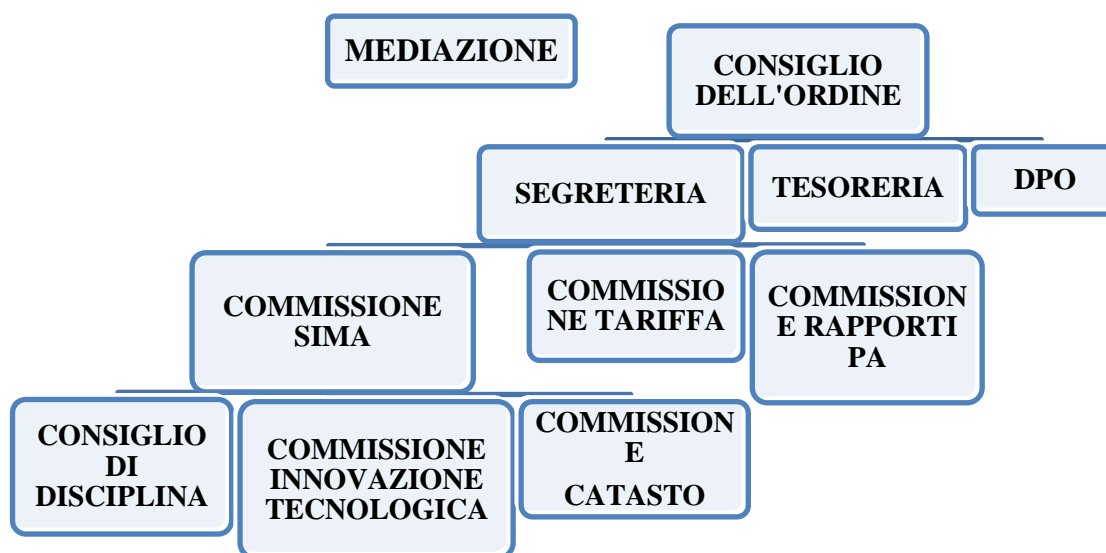 MEDIAZIONE
CONSIGLIO
DELL'ORDINE
SEGRETERIA
TESORERIA
DPO
COMMISSIONE
SIMA
COMMISSIO
NE TARIFFA
COMMISSION
E RAPPORTI
PA
CONSIGLIO
DI
DISCIPLINA
COMMISSIONE
INNOVAZIONE
TECNOLOGICA
COMMISSION
E
CATASTO